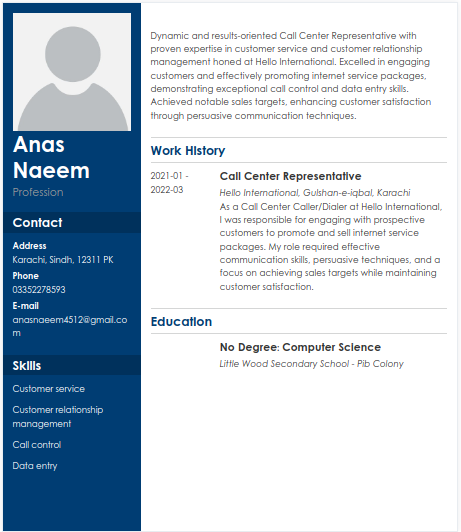 Anas
Naeem
Profession
Contact
Address
Karachi, Sindh, 12311 PK
Phone
03352278593
E-mail
anasnaeem4512@gmail.co
m
Skills
Customer service
Customer relationship
management
Call control
Data entry
Dynamic and results-oriented Call Center Representative with
proven expertise in customer service and customer relationship
management honed at Hello International. Excelled in engaging
customers and effectively promoting internet service packages,
demonstrating exceptional call control and data entry skills.
Achieved notable sales targets, enhancing customer satisfaction
through persuasive communication techniques.
Work History
2021-01 -
2022-03
Call Center Representative
Hello International, Gulshan-e-iqbal, Karachi
As a Call Center Caller/Dialer at Hello International,
I was responsible for engaging with prospective
customers to promote and sell internet service
packages. My role required effective
communication skills, persuasive techniques, and a
focus on achieving sales targets while maintaining
customer satisfaction.
Education
No Degree: Computer Science
Little Wood Secondary School - Pib Colony